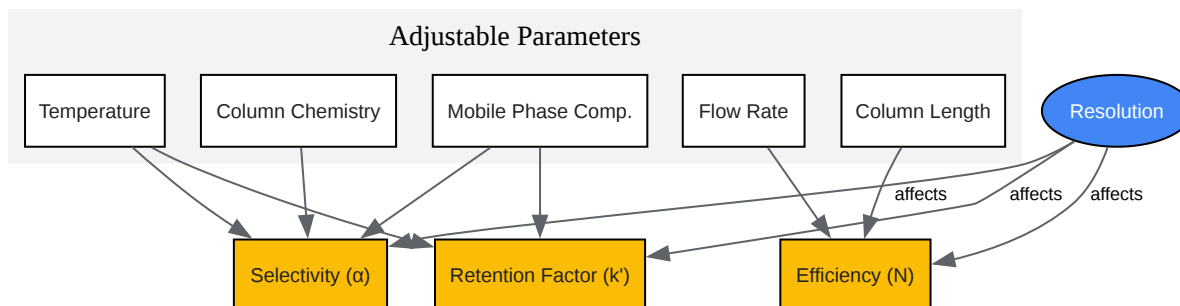 Adjustable Parameters
Temperature
Column Chemistry
Mobile Phase Comp.
Flow Rate
Column Length
Resolution
affects
affects
affects
Selectivity (α)
Retention Factor (k')
Efficiency (N)